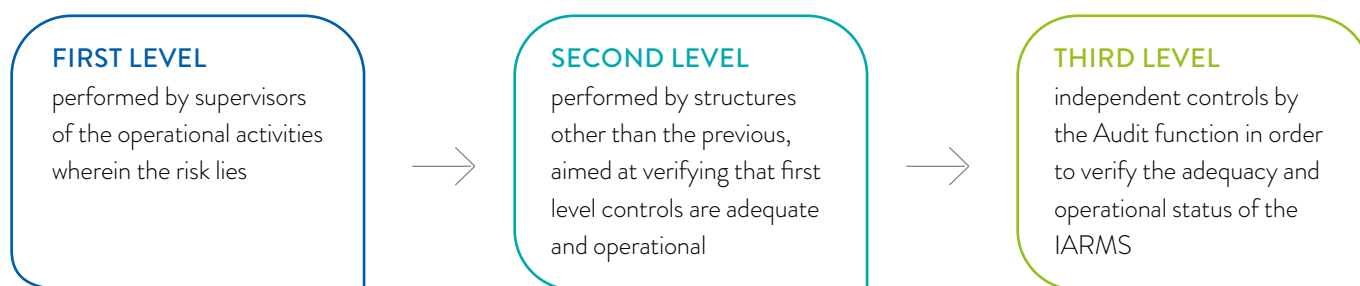 FIRST LEVEL
performed by supervisors
of the operational activities
wherein the risk lies
SECOND LEVEL
performed by structures
other than the previous,
aimed at verifying that first
level controls are adequate
and operational
THIRD LEVEL
independent controls by
the Audit function in order
to verify the adequacy and
operational status of the
IARMS